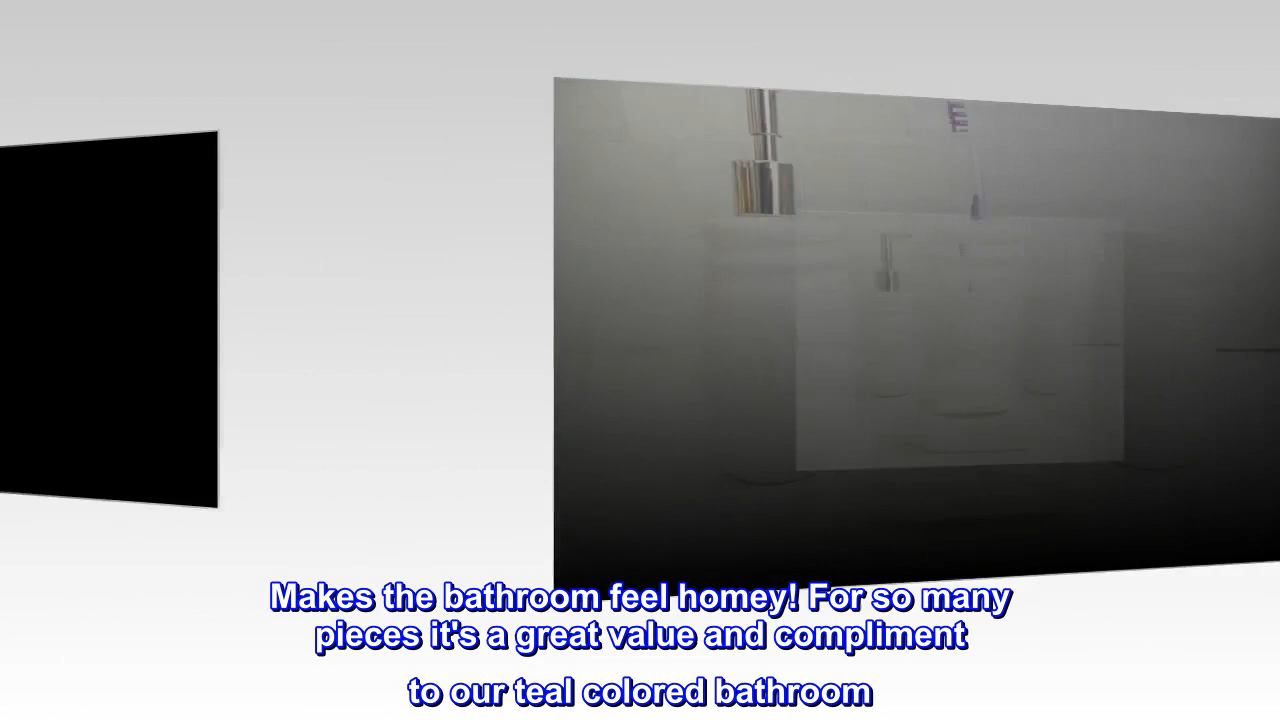 Makes the bathroom feel homey! For so many
pieces it's a great value and compliment
to our teal colored bathroom